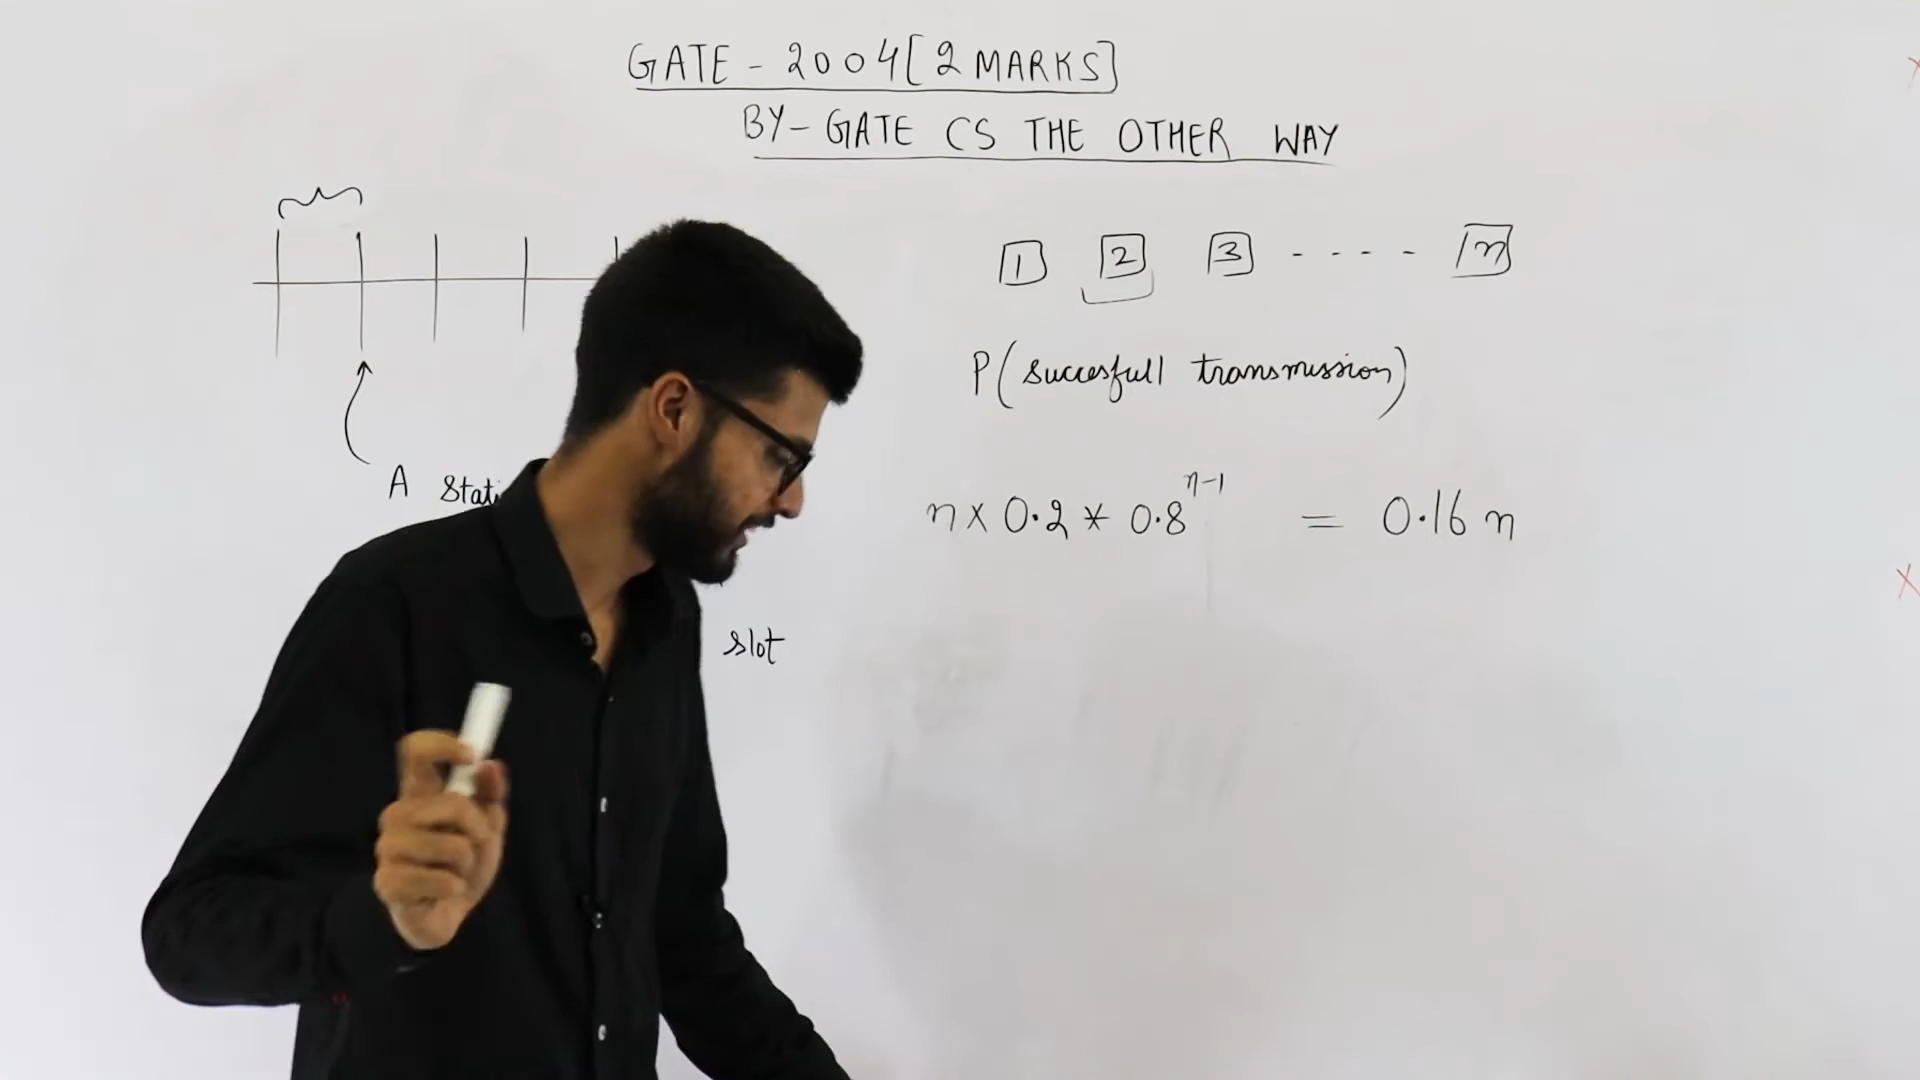 GATE - 2004 [2 MARKS]
BY - GATE CS THE OTHER WAY
1 2 3 - - - - n
P(succesfull transmission)
A
n x 0.2 * 0.8^n-1 = 0.16 n
slot